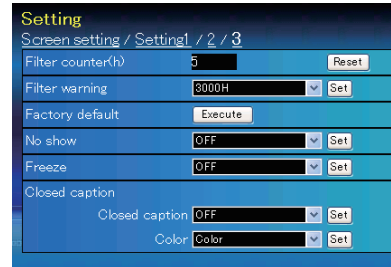 Setting
Screen setting / Setting1 / 2 / 3
Filter counter(h) 5 Reset
Filter warning 3000H Set
Factory default Execute
No show OFF Set
Freeze OFF Set
Closed caption
Closed caption OFF Set
Color Color Set